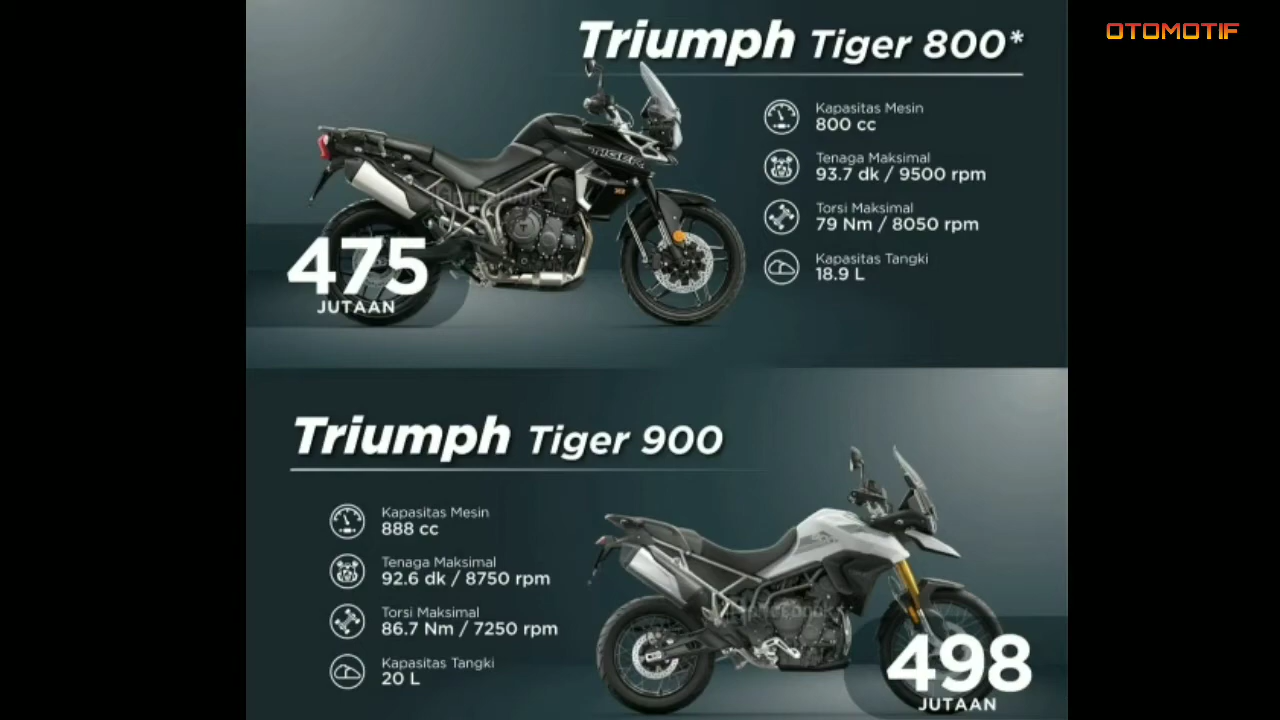 OTOMOTIF
Triumph Tiger 800*
Kapasitas Mesin
800 cc
Tenaga Maksimal
93.7 dk / 9500 rpm
Torsi Maksimal
79 Nm / 8050 rpm
Kapasitas Tangki
18.9 L
TIGER
475
JUTAAN
Triumph Tiger 900
Kapasitas Mesin
888 cc
Tenaga Maksimal
92.6 dk / 8750 rpm
Torsi Maksimal
86.7 Nm / 7250 rpm
Kapasitas Tangki
20 L
498
JUTAAN